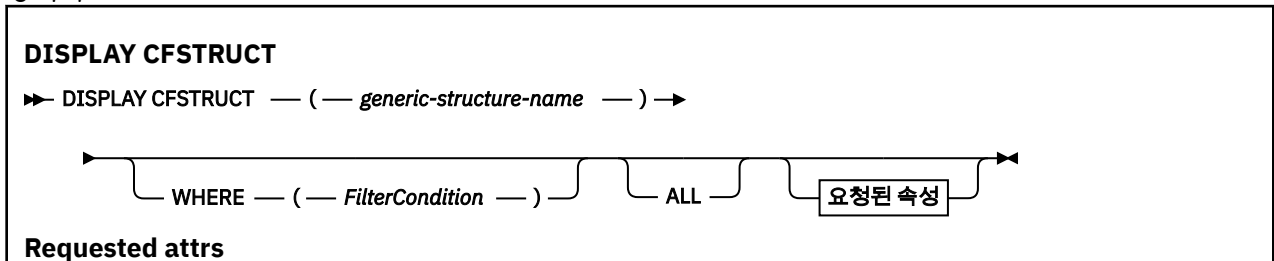 DISPLAY CFSTRUCT
DISPLAY CFSTRUCT ( generic-structure-name )
WHERE ( FilterCondition ) ALL 요청된 속성
Requested attrs